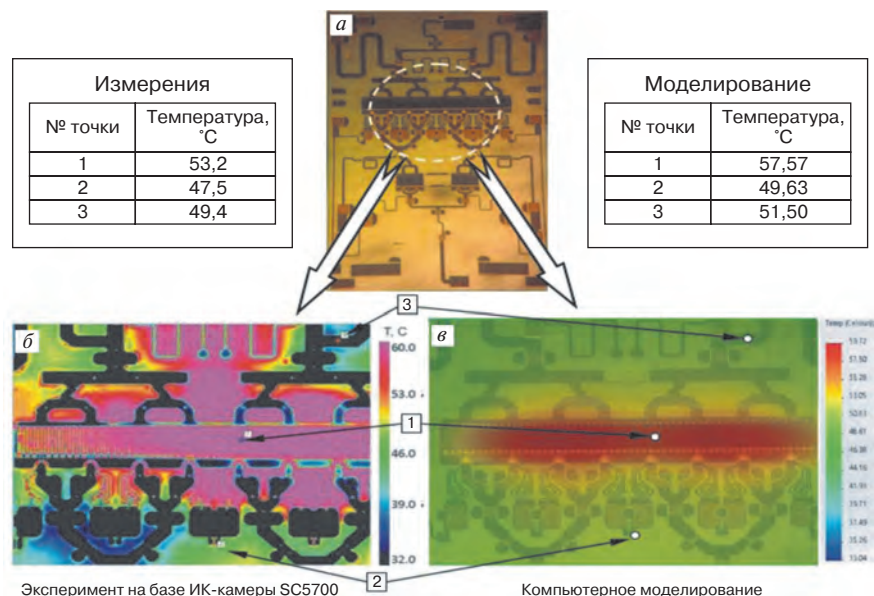 а
Измерения
№ точки Температура, °С
1 53,2
2 47,5
3 49,4
Моделирование
№ точки Температура, °С
1 57,57
2 49,63
3 51,50
3
б
T, C
60.0
53.0
46.0
39.0
32.0
1
2
в
Эксперимент на базе ИК-камеры SC5700
Компьютерное моделирование